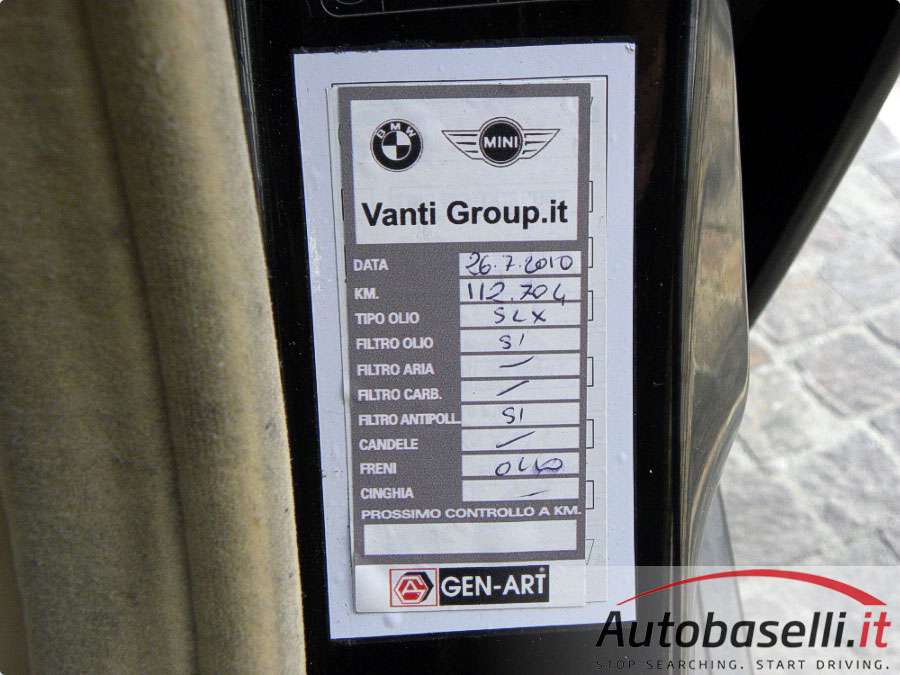 BMW
MINI
Vanti Group.it
DATA 26.7.2010
KM. 112.704
TIPO OLIO SLX
FILTRO OLIO SI
FILTRO ARIA —
FILTRO CARB. —
FILTRO ANTIPOLL. SI
CANDELE —
FRENI OLIO
CINGHIA —
PROSSIMO CONTROLLO A KM.
GEN-ART
Autobaselli.it
STOP SEARCHING. START DRIVING.